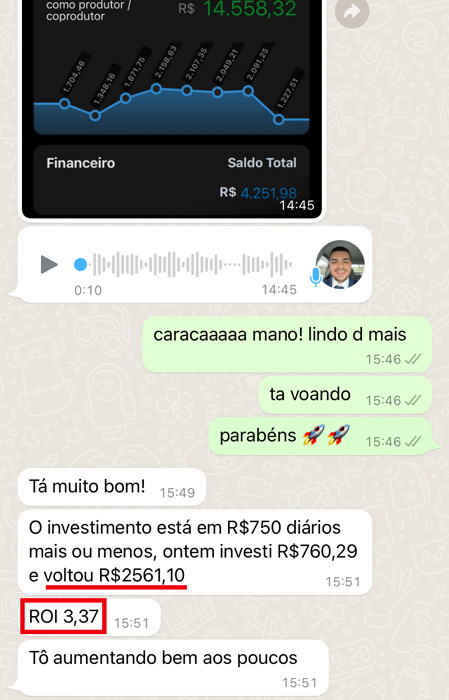 como produtor /
coprodutor
R$ 14.558,32
1.704,46
1.348,16
1.871,75
2.198,63
2.107,35
2.049,21
2.091,25
1.227,51
Financeiro
Saldo Total
R$ 4.251,98
14:45
0:10
14:45
caracaaaaa mano! lindo d mais
15:46
ta voando
15:46
parabéns 🚀 🚀
15:46
Tá muito bom!
15:49
O investimento está em R$750 diários
mais ou menos, ontem investi R$760,29
e voltou R$2561,10
15:51
ROI 3,37
15:51
Tô aumentando bem aos poucos
15:51